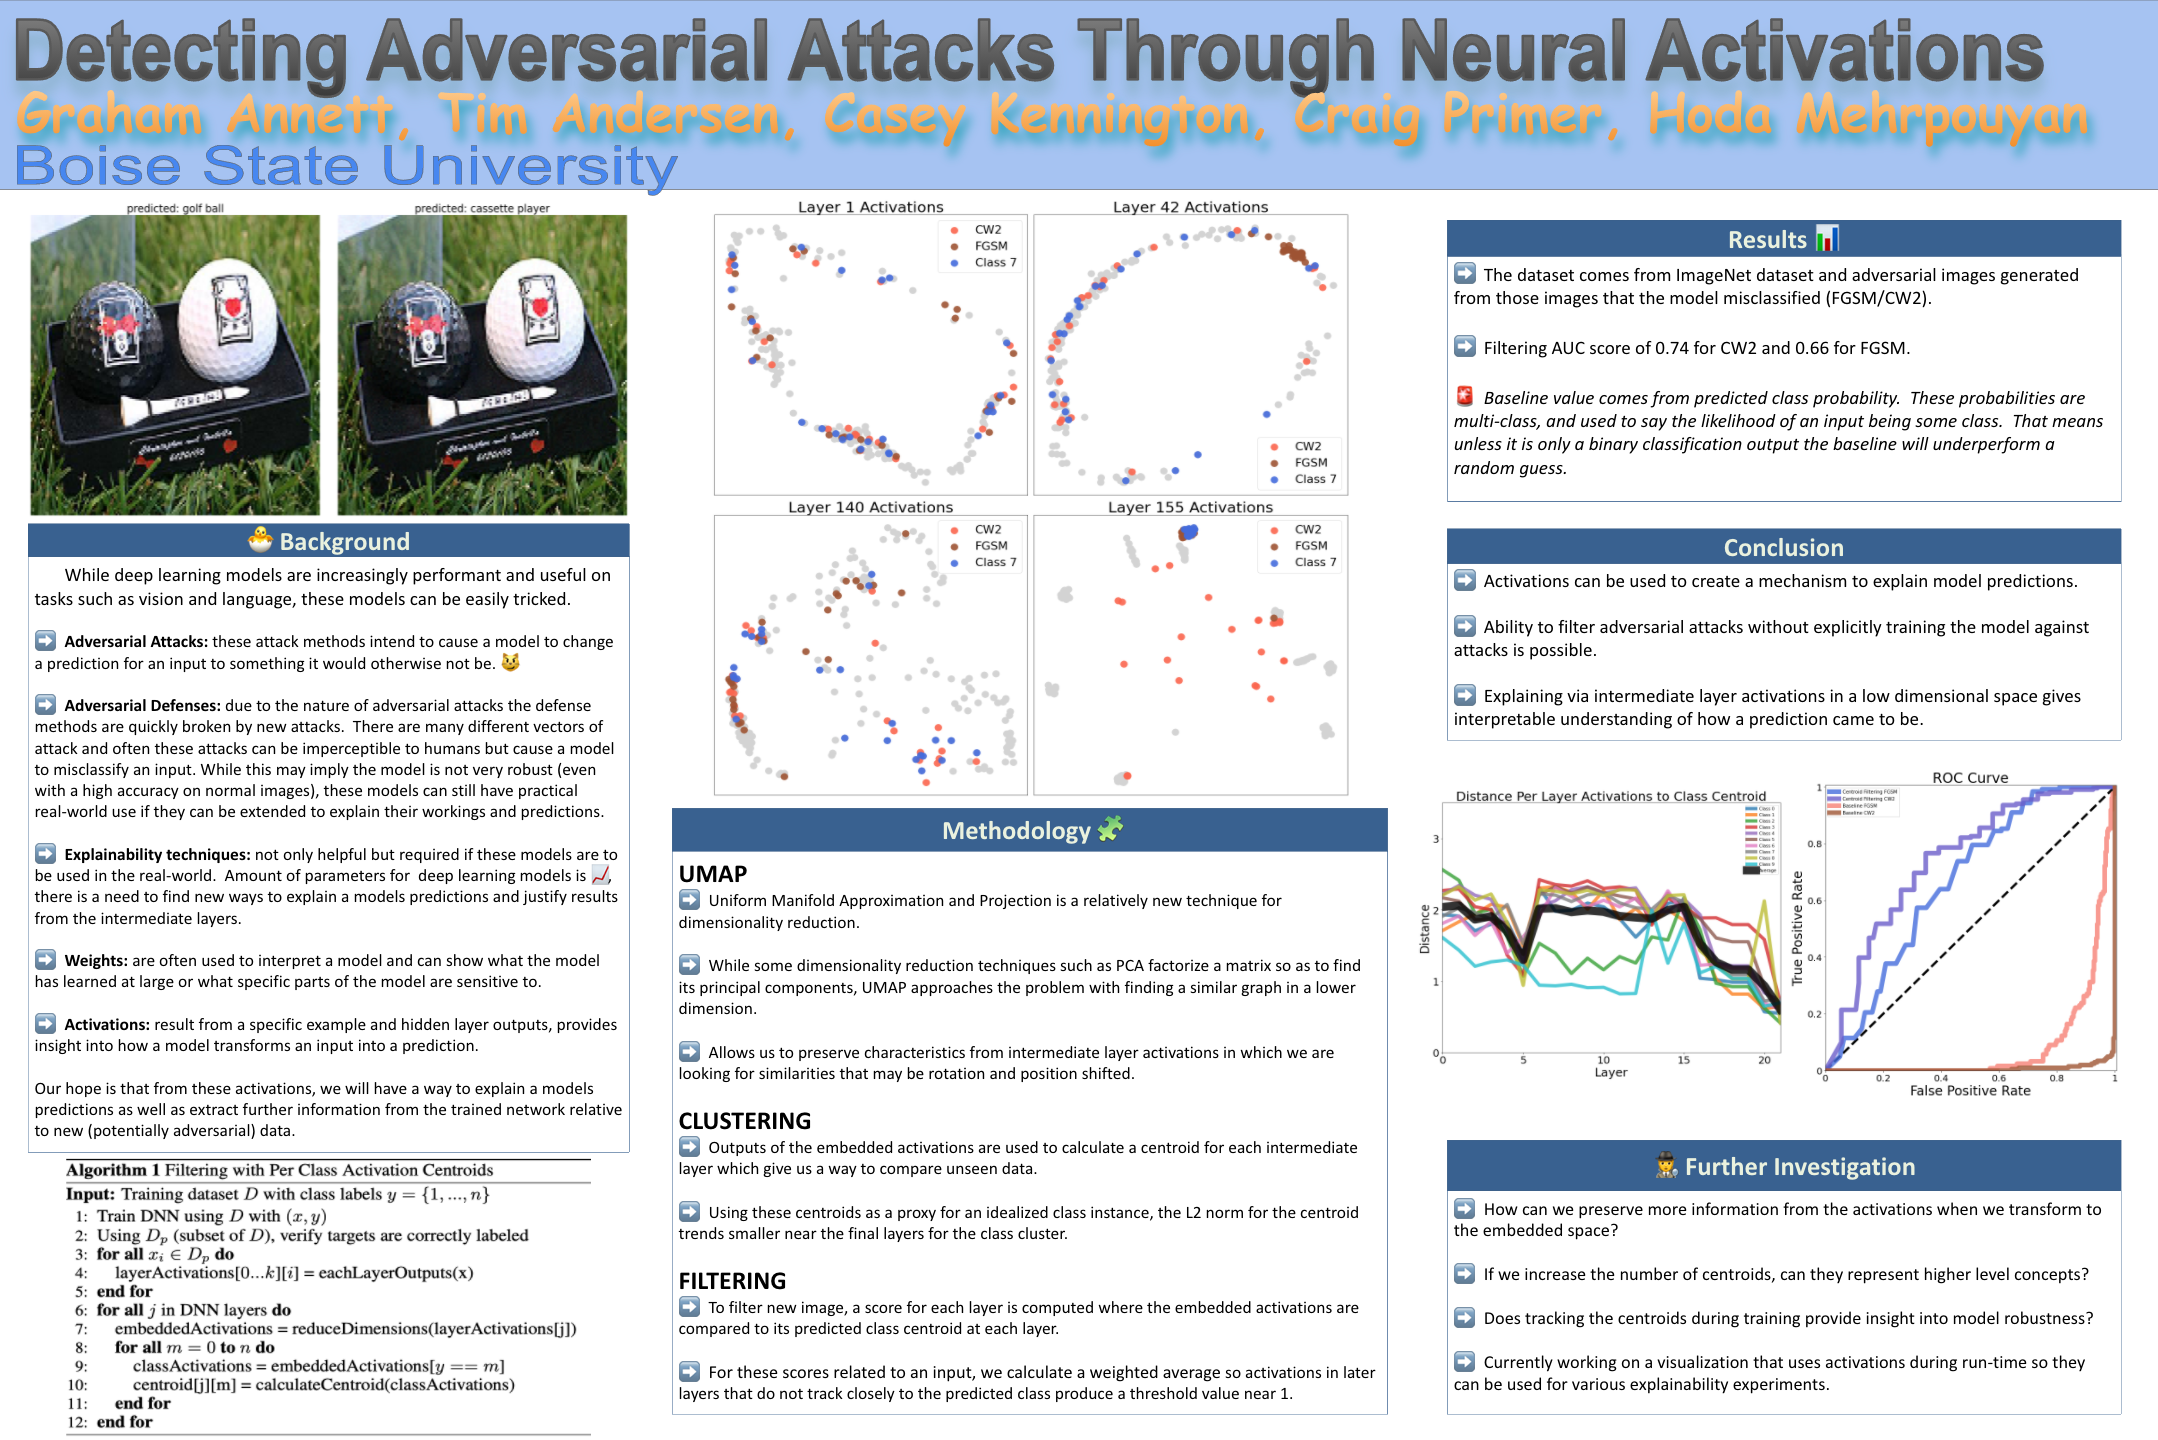 Detecting Adversarial Attacks Through Neural Activations
Graham Annett, Tim Andersen, Casey Kennington, Craig Primer, Hoda Mehrpouyan
Boise State University
predicted: golf ball
predicted: cassette player
Background
While deep learning models are increasingly performant and useful on
tasks such as vision and language, these models can be easily tricked.
Adversarial Attacks: these attack methods intend to cause a model to change
a prediction for an input to something it would otherwise not be.
Adversarial Defenses: due to the nature of adversarial attacks the defense
methods are quickly broken by new attacks. There are many different vectors of
attack and often these attacks can be imperceptible to humans but cause a model
to misclassify an input. While this may imply the model is not very robust (even
with a high accuracy on normal images), these models can still have practical
real-world use if they can be extended to explain their workings and predictions.
Explainability techniques: not only helpful but required if these models are to
be used in the real-world. Amount of parameters for deep learning models is 📈,
there is a need to find new ways to explain a models predictions and justify results
from the intermediate layers.
Weights: are often used to interpret a model and can show what the model
has learned at large or what specific parts of the model are sensitive to.
Activations: result from a specific example and hidden layer outputs, provides
insight into how a model transforms an input into a prediction.
Our hope is that from these activations, we will have a way to explain a models
predictions as well as extract further information from the trained network relative
to new (potentially adversarial) data.
Algorithm 1 Filtering with Per Class Activation Centroids
Input: Training dataset D with class labels y = {1, ..., n}
1: Train DNN using D with (x, y)
2: Using Dp (subset of D), verify targets are correctly labeled
3: for all xi ∈ Dp do
4: layerActivations[0...k][i] = eachLayerOutputs(x)
5: end for
6: for all j in DNN layers do
7: embeddedActivations = reduceDimensions(layerActivations[j])
8: for all m = 0 to n do
9: classActivations = embeddedActivations[y == m]
10: centroid[j][m] = calculateCentroid(classActivations)
11: end for
12: end for
Layer 1 Activations
CW2
FGSM
Class 7
Layer 42 Activations
CW2
FGSM
Class 7
Layer 140 Activations
CW2
FGSM
Class 7
Layer 155 Activations
CW2
FGSM
Class 7
Methodology
UMAP
Uniform Manifold Approximation and Projection is a relatively new technique for
dimensionality reduction.
While some dimensionality reduction techniques such as PCA factorize a matrix so as to find
its principal components, UMAP approaches the problem with finding a similar graph in a lower
dimension.
Allows us to preserve characteristics from intermediate layer activations in which we are
looking for similarities that may be rotation and position shifted.
CLUSTERING
Outputs of the embedded activations are used to calculate a centroid for each intermediate
layer which give us a way to compare unseen data.
Using these centroids as a proxy for an idealized class instance, the L2 norm for the centroid
trends smaller near the final layers for the class cluster.
FILTERING
To filter new image, a score for each layer is computed where the embedded activations are
compared to its predicted class centroid at each layer.
For these scores related to an input, we calculate a weighted average so activations in later
layers that do not track closely to the predicted class produce a threshold value near 1.
Results
The dataset comes from ImageNet dataset and adversarial images generated
from those images that the model misclassified (FGSM/CW2).
Filtering AUC score of 0.74 for CW2 and 0.66 for FGSM.
Baseline value comes from predicted class probability. These probabilities are
multi-class, and used to say the likelihood of an input being some class. That means
unless it is only a binary classification output the baseline will underperform a
random guess.
Conclusion
Activations can be used to create a mechanism to explain model predictions.
Ability to filter adversarial attacks without explicitly training the model against
attacks is possible.
Explaining via intermediate layer activations in a low dimensional space gives
interpretable understanding of how a prediction came to be.
Distance Per Layer Activations to Class Centroid
Class 0
Class 1
Class 2
Class 3
Class 4
Class 5
Class 6
Class 7
Class 8
Class 9
Average
Distance
3
2
1
0
0 5 10 15 20
Layer
ROC Curve
Centroid Filtering FGSM
Centroid Filtering CW2
Baseline FGSM
Baseline CW2
True Positive Rate
1
0.8
0.6
0.4
0.2
0
0 0.2 0.4 0.6 0.8 1
False Positive Rate
Further Investigation
How can we preserve more information from the activations when we transform to
the embedded space?
If we increase the number of centroids, can they represent higher level concepts?
Does tracking the centroids during training provide insight into model robustness?
Currently working on a visualization that uses activations during run-time so they
can be used for various explainability experiments.